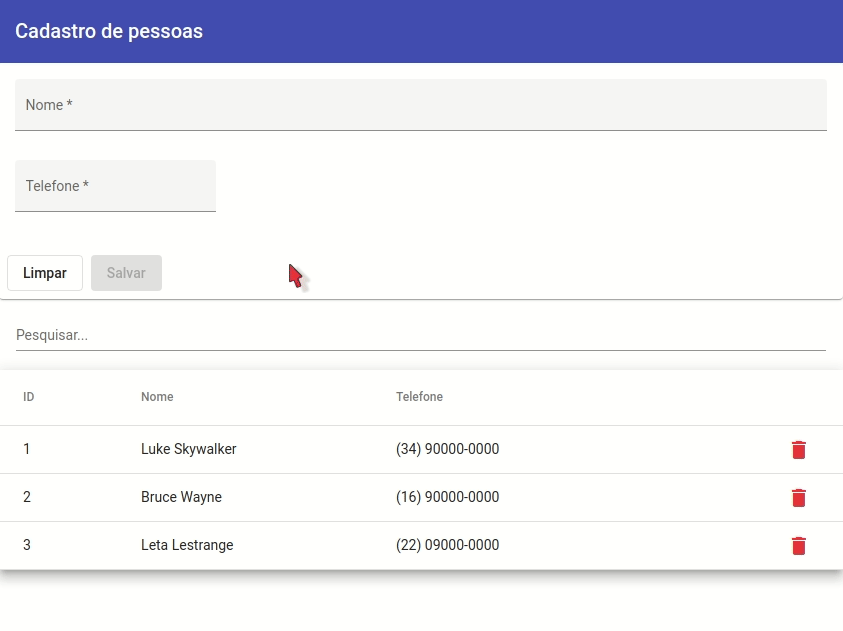 Cadastro de pessoas
Nome *
Telefone *
Limpar Salvar
Pesquisar...
ID Nome Telefone
1 Luke Skywalker (34) 90000-0000
2 Bruce Wayne (16) 90000-0000
3 Leta Lestrange (22) 09000-0000